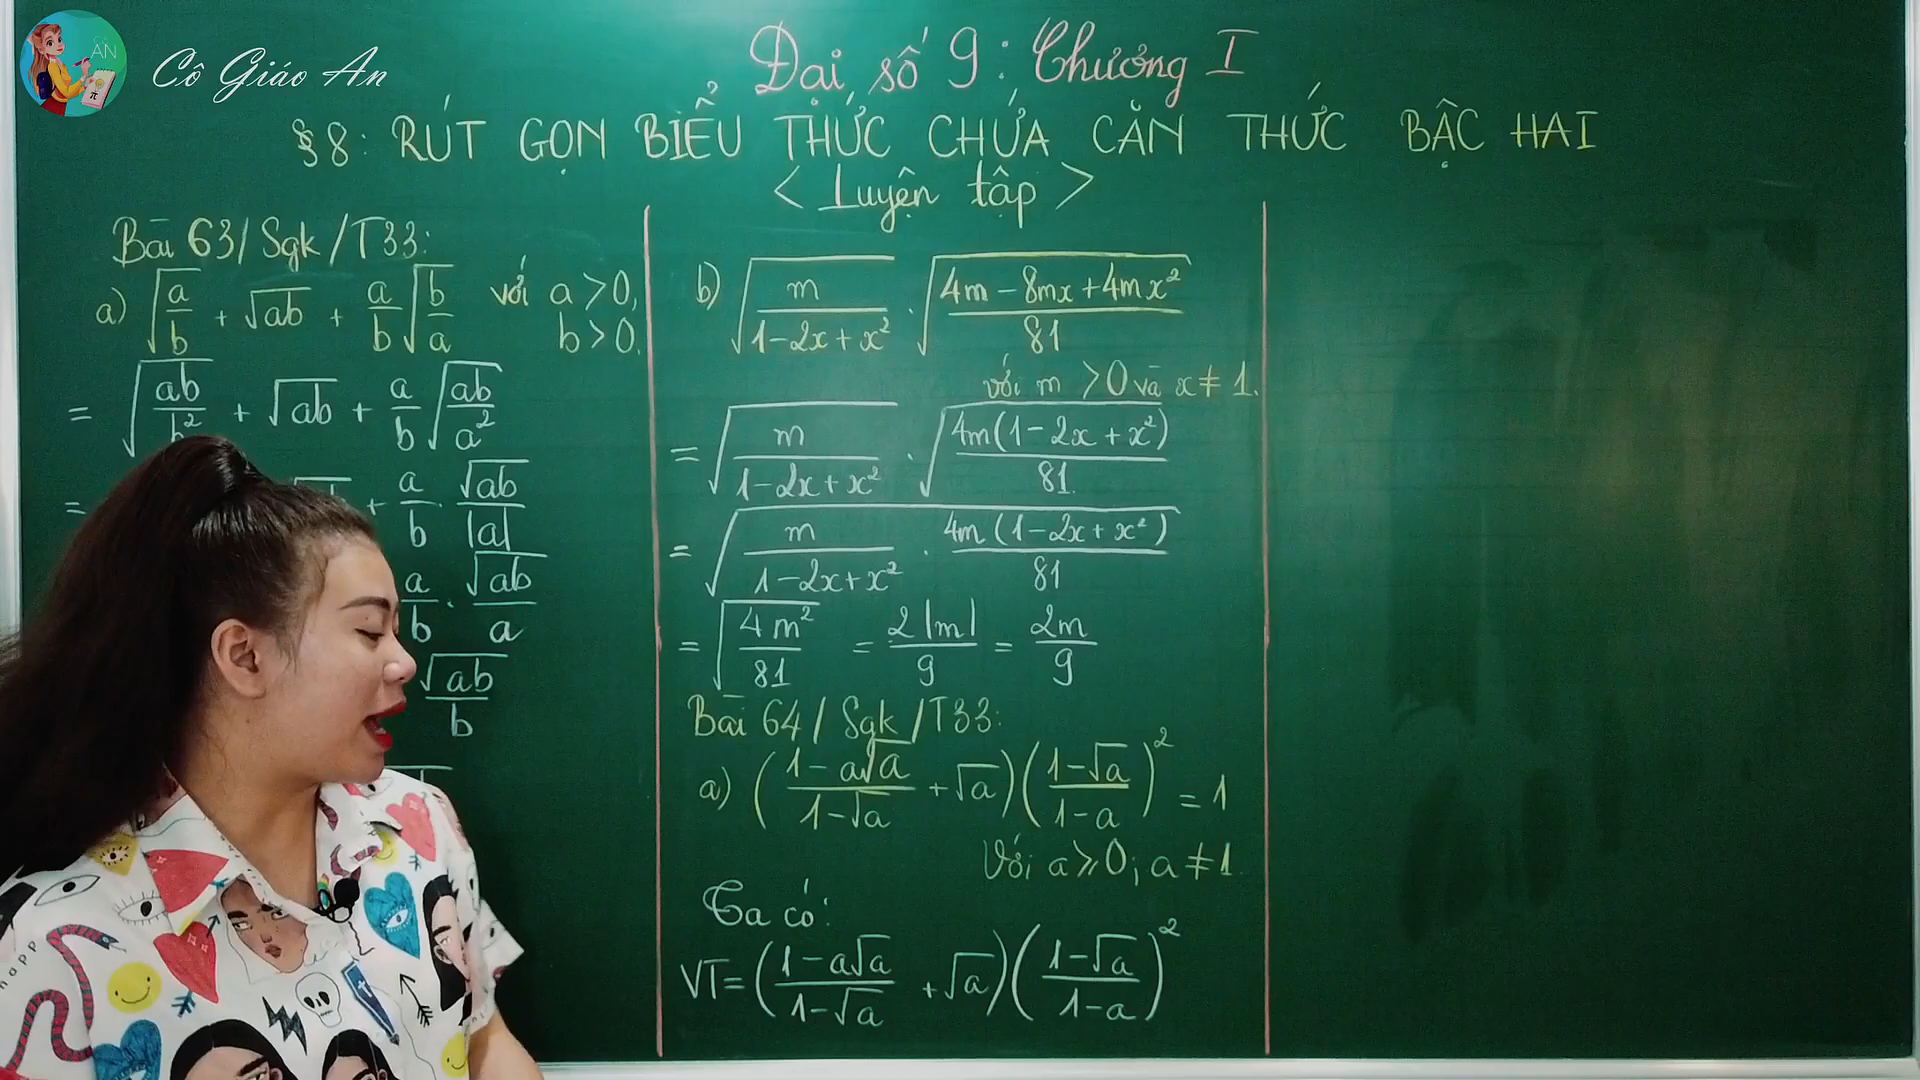 AN
Cô Giáo An
Đại số 9: Chương I
§8: RÚT GỌN BIỂU THỨC CHỨA CĂN THỨC BẬC HAI
< Luyện tập >
Bài 63/Sgk/T33:
a) √(a/b) + √ab + a/b √(b/a) với a > 0,
b > 0.
= √(ab/b²) + √ab + a/b √(ab/a²)
= + a/b . √ab/|a|
a/b . √ab/a
√ab/b
b) √(m/(1-2x+x²)) . √((4m-8mx+4mx²)/81)
với m > 0 và x ≠ 1.
= √(m/(1-2x+x²)) . √(4m(1-2x+x²)/81)
= √(m/(1-2x+x²) . 4m(1-2x+x²)/81)
= √(4m²/81) = 2|m|/9 = 2m/9
Bài 64/Sgk/T33:
a) ((1-a√a)/(1-√a) + √a)((1-√a)/(1-a))² = 1
Với a ⩾ 0; a ≠ 1.
Ta có:
VT = ((1-a√a)/(1-√a) + √a)((1-√a)/(1-a))²